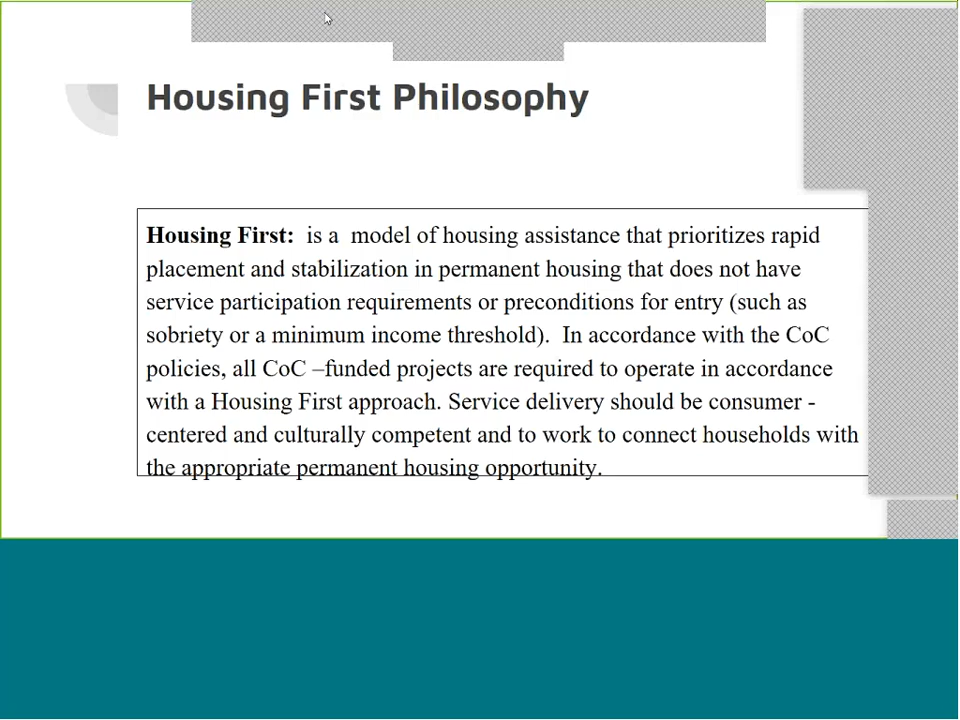 Housing First Philosophy
Housing First:  is a  model of housing assistance that prioritizes rapid
placement and stabilization in permanent housing that does not have
service participation requirements or preconditions for entry (such as
sobriety or a minimum income threshold).  In accordance with the CoC
policies, all CoC –funded projects are required to operate in accordance
with a Housing First approach. Service delivery should be consumer -
centered and culturally competent and to work to connect households with
the appropriate permanent housing opportunity.